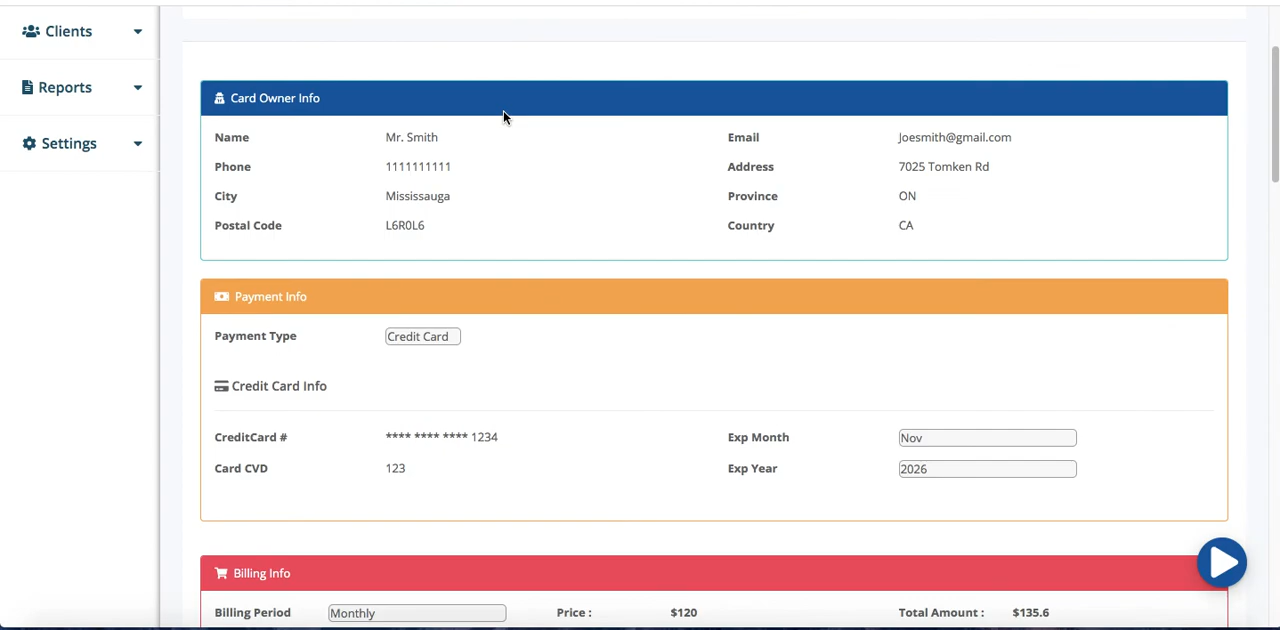 Clients
Reports
Settings
Card Owner Info
Name Mr. Smith Email Joesmith@gmail.com
Phone 1111111111 Address 7025 Tomken Rd
City Mississauga Province ON
Postal Code L6R0L6 Country CA
Payment Info
Payment Type Credit Card
Credit Card Info
CreditCard # **** **** **** 1234 Exp Month Nov
Card CVD 123 Exp Year 2026
Billing Info
Billing Period Monthly Price : $120 Total Amount : $135.6